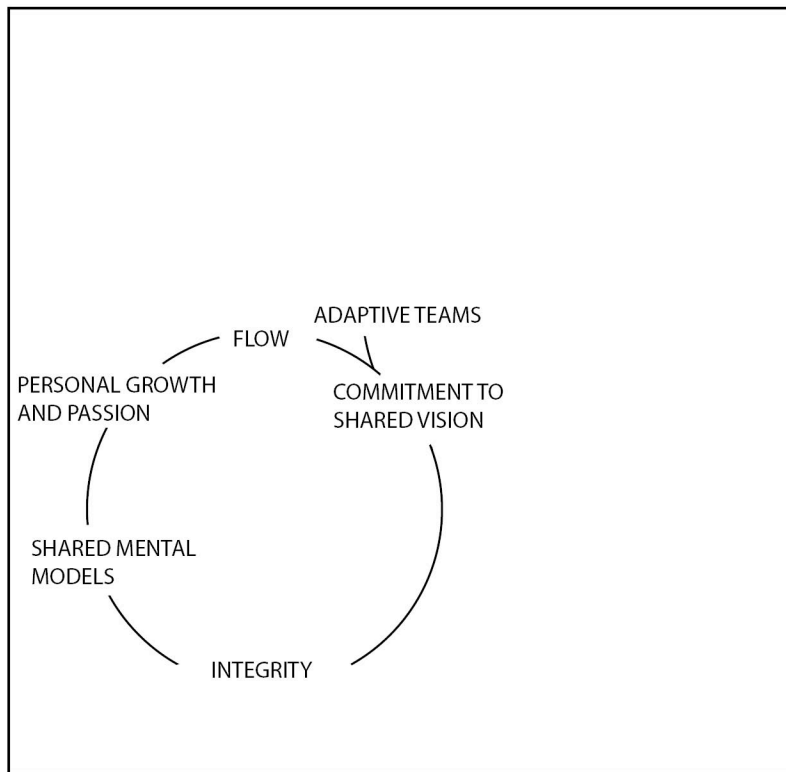 ADAPTIVE TEAMS
FLOW
PERSONAL GROWTH
AND PASSION
COMMITMENT TO
SHARED VISION
SHARED MENTAL
MODELS
INTEGRITY